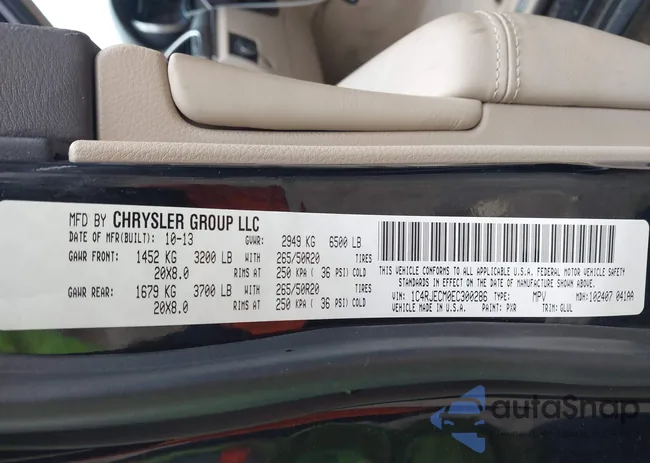 MFD BY CHRYSLER GROUP LLC
DATE OF MFR(BUILT): 10-13 GVWR: 2949 KG 6500 LB
GAWR FRONT: 1452 KG 3200 LB WITH 265/50R20 TIRES
20X8.0 RIMS AT 250 KPA ( 36 PSI) COLD
GAWR REAR: 1679 KG 3700 LB WITH 265/50R20 TIRES
20X8.0 RIMS AT 250 KPA ( 36 PSI) COLD
THIS VEHICLE CONFORMS TO ALL APPLICABLE U.S.A. FEDERAL MOTOR VEHICLE SAFETY
STANDARDS IN EFFECT ON THE DATE OF MANUFACTURE SHOWN ABOVE.
VIN: 1C4RJECM0EC300286 TYPE: MPV MDH: 102407 041AA
VEHICLE MADE IN U.S.A. PAINT: PXR TRIM: GLUL
autoShap